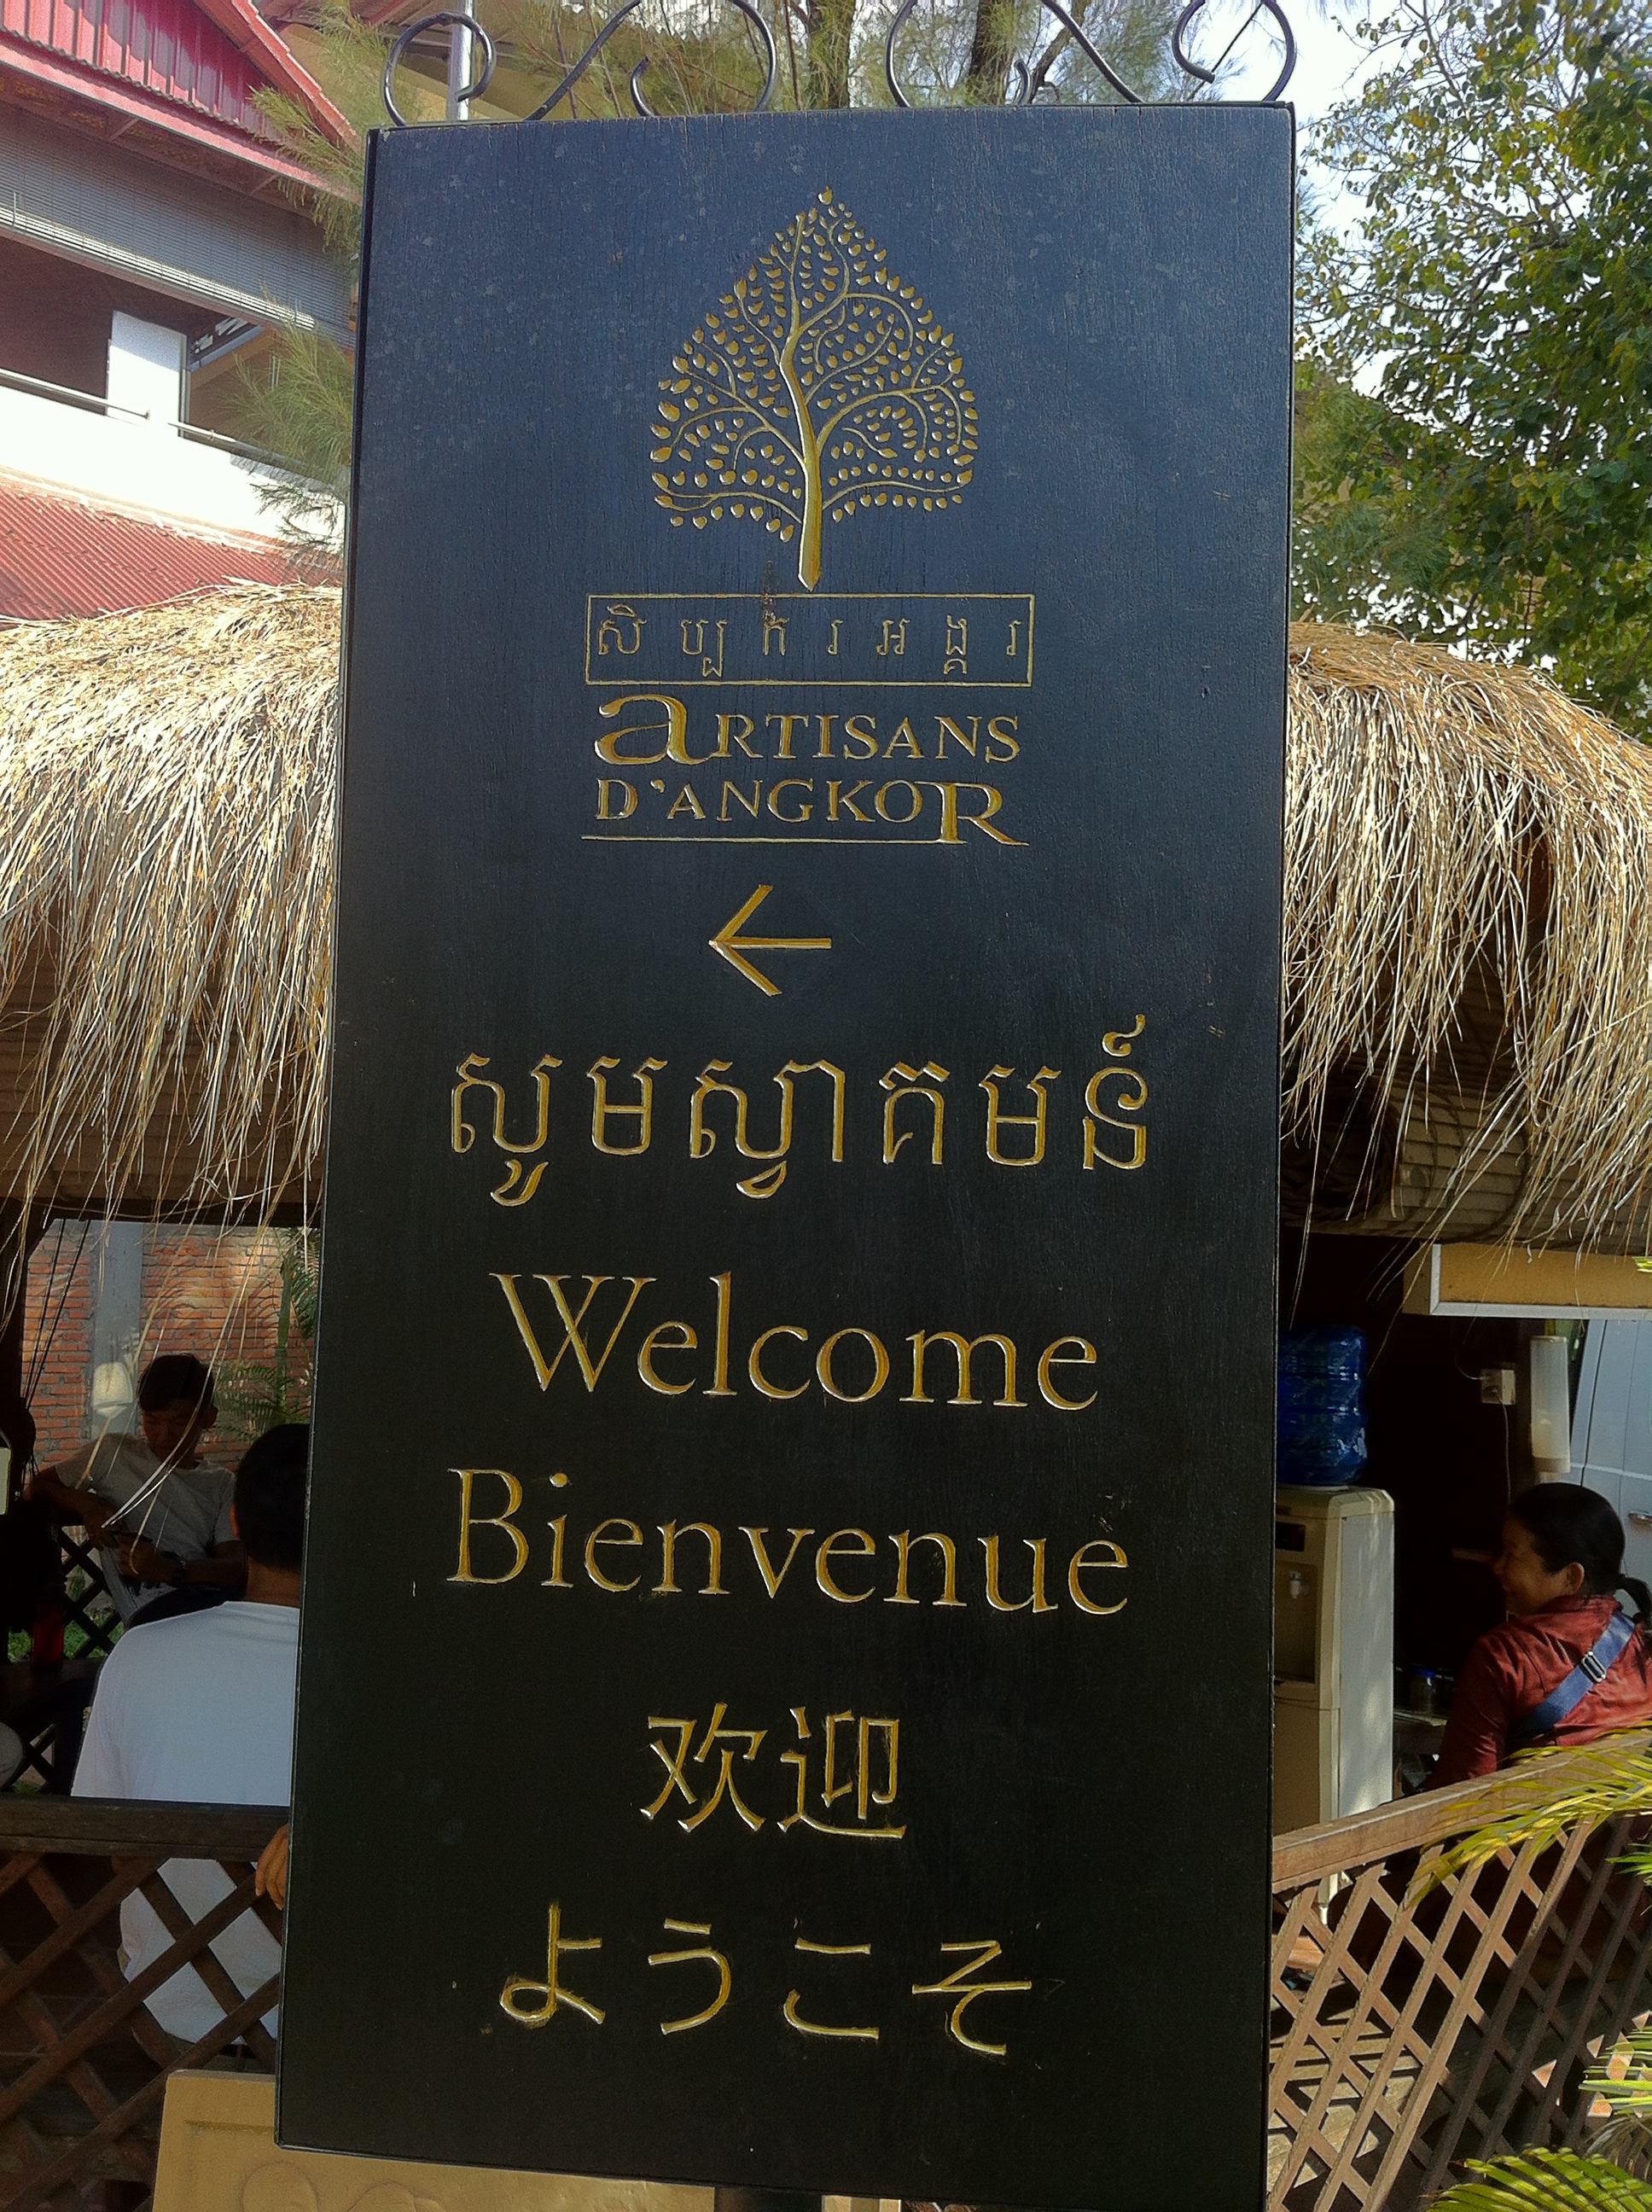 សិប្បករអង្គរ
ARTISANS
D'ANGKOR
←
សូមស្វាគមន៍
Welcome
Bienvenue
欢迎
ようこそ